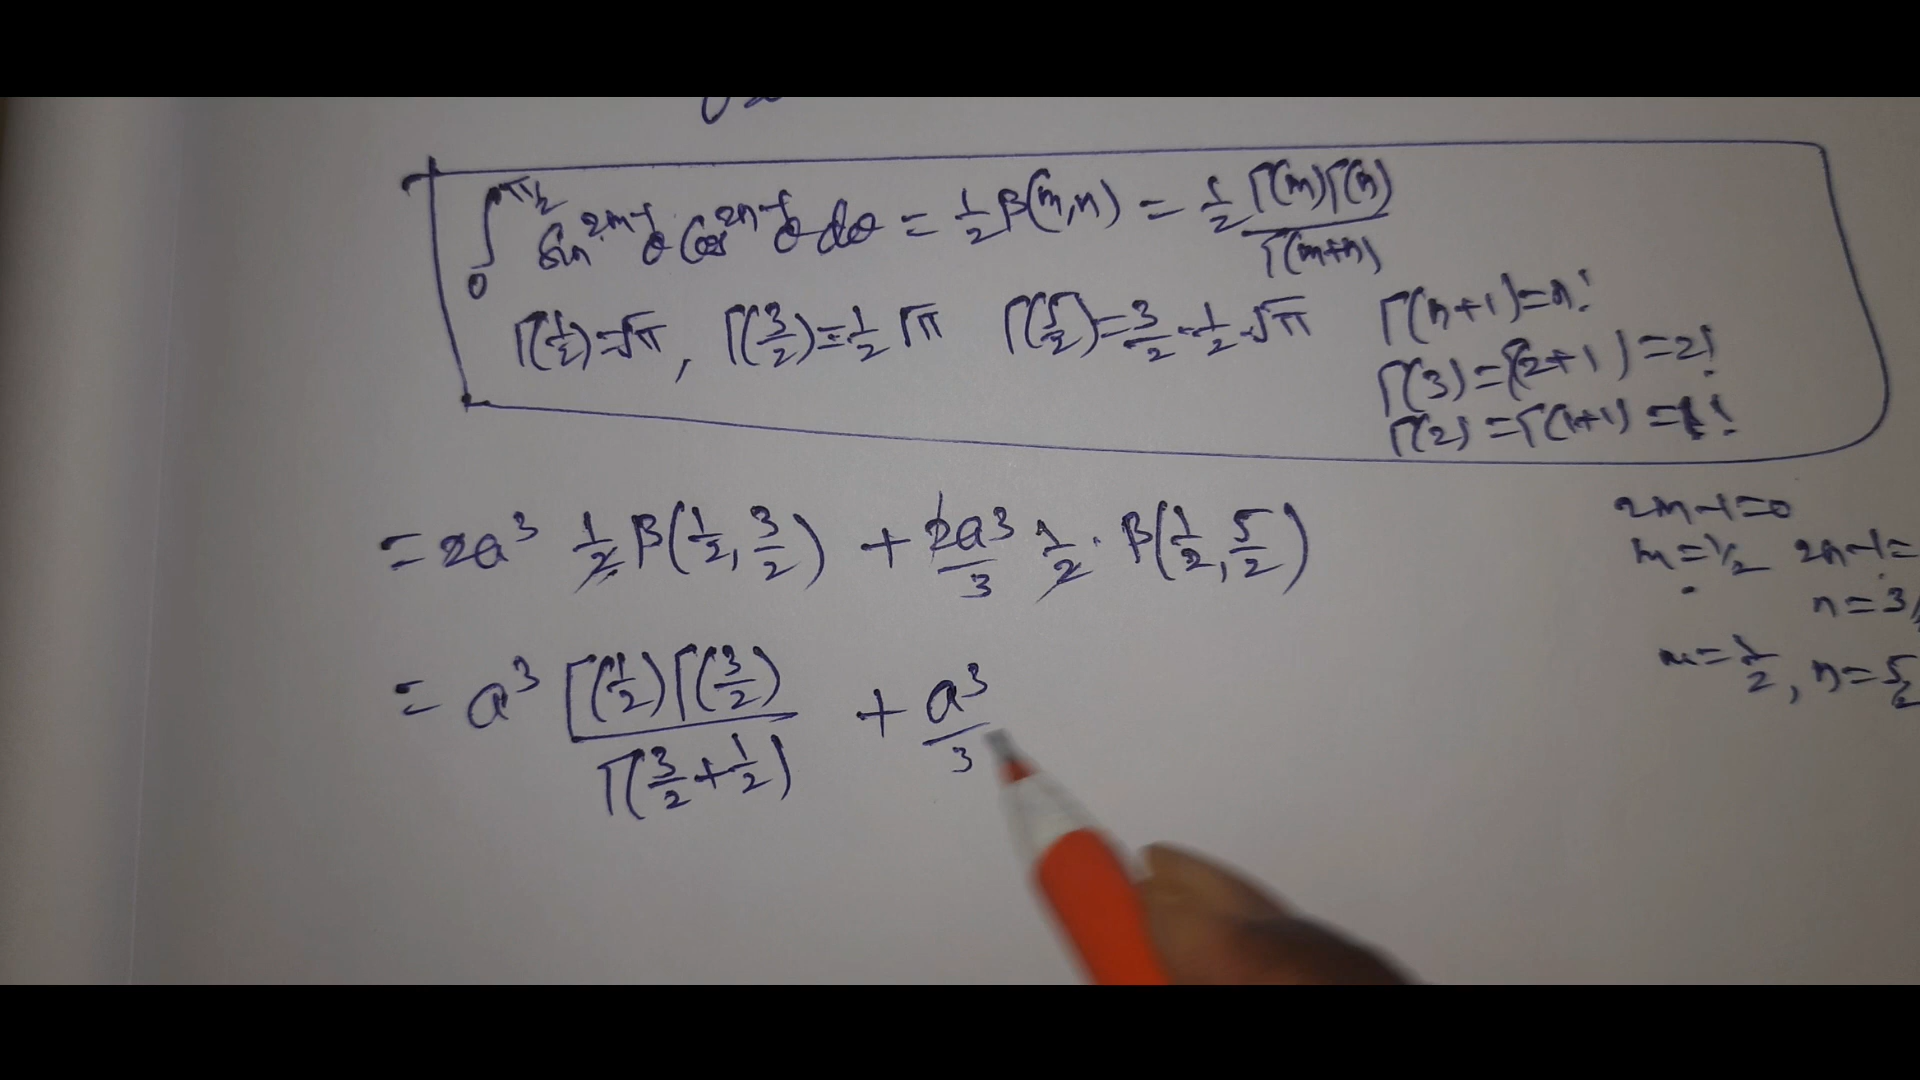 ∫₀^{π/2} sin^{2m-1}θ Cos^{2n-1}θ dθ = 1/2 β(m,n) = 1/2 Γ(m)Γ(n)/Γ(m+n)
Γ(1/2)=√π, Γ(3/2)=1/2 √π Γ(5/2)=3/2·1/2·√π Γ(n+1)=n!
Γ(3)=Γ(2+1)=2!
Γ(2)=Γ(1+1)=1!
=2a³ 1/2 β(1/2, 3/2) + 2a³/3 1/2 · β(1/2, 5/2)
2m-1=0
m=1/2 2n-1=
n=3/
= a³ Γ(1/2)Γ(3/2)/Γ(3/2+1/2) + a³/3
m=1/2, n=5/2